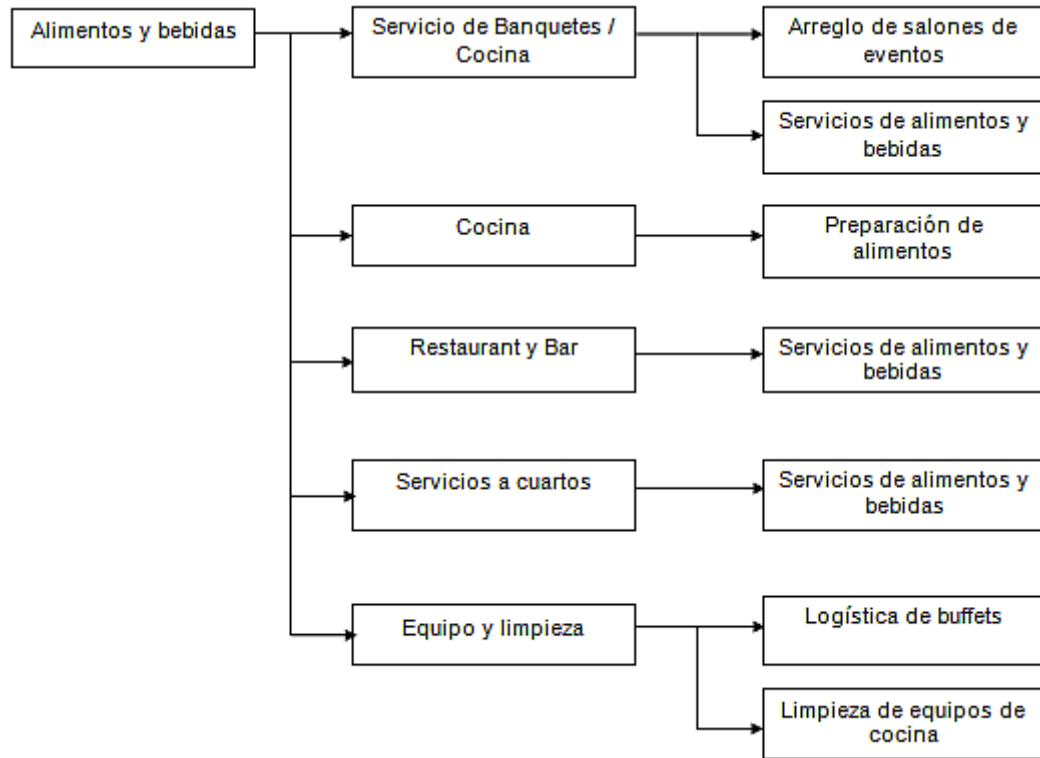 Alimentos y bebidas
Servicio de Banquetes /
Cocina
Arreglo de salones de
eventos
Servicios de alimentos y
bebidas
Cocina
Preparación de
alimentos
Restaurant y Bar
Servicios de alimentos y
bebidas
Servicios a cuartos
Servicios de alimentos y
bebidas
Equipo y limpieza
Logística de buffets
Limpieza de equipos de
cocina